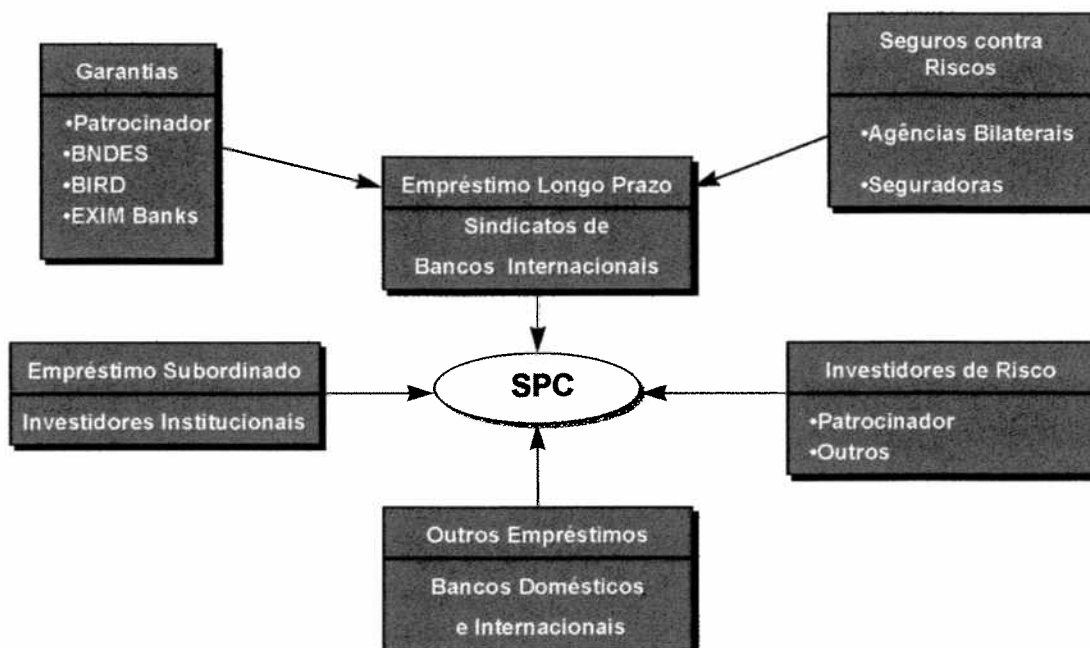 Garantias
•Patrocinador
•BNDES
•BIRD
•EXIM Banks
Seguros contra
Riscos
•Agências Bilaterais
•Seguradoras
Empréstimo Longo Prazo
Sindicatos de
Bancos Internacionais
Empréstimo Subordinado
Investidores Institucionais
SPC
Investidores de Risco
•Patrocinador
•Outros
Outros Empréstimos
Bancos Domésticos
e Internacionais